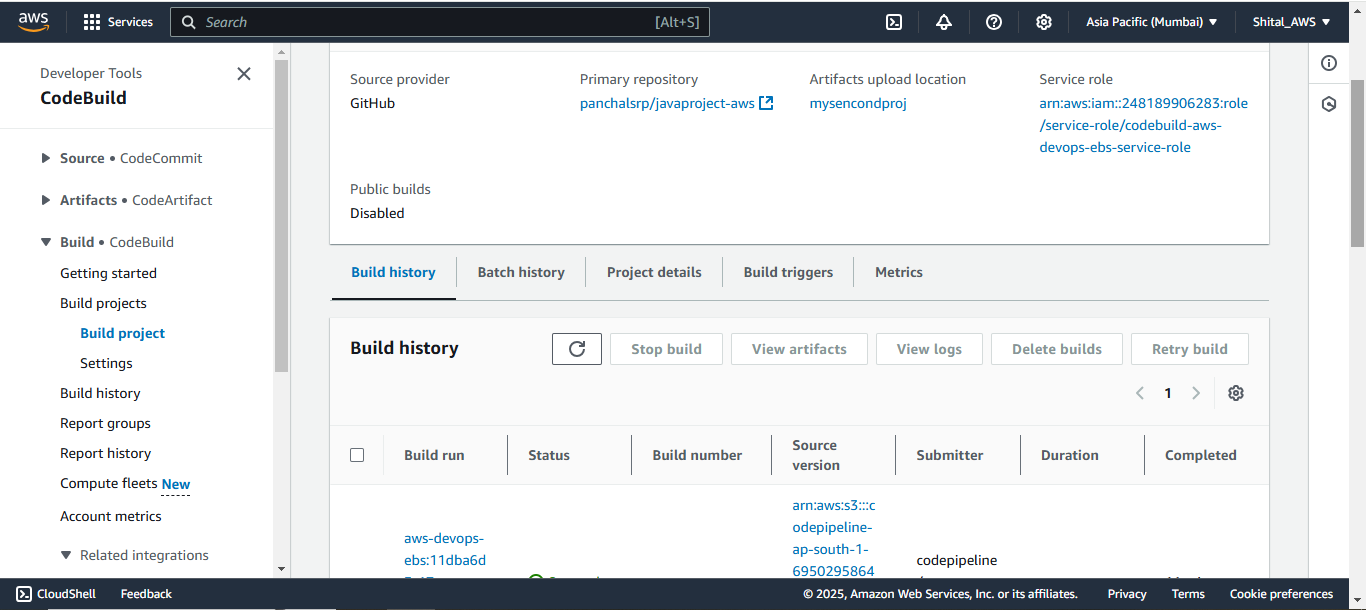 aws
Services
Search
[Alt+S]
Asia Pacific (Mumbai)
Shital_AWS
Developer Tools
CodeBuild
Source • CodeCommit
Artifacts • CodeArtifact
Build • CodeBuild
Getting started
Build projects
Build project
Settings
Build history
Report groups
Report history
Compute fleets New
Account metrics
Related integrations
Source provider
GitHub
Primary repository
panchalsrp/javaproject-aws
Artifacts upload location
mysencondproj
Service role
arn:aws:iam::248189906283:role
/service-role/codebuild-aws-
devops-ebs-service-role
Public builds
Disabled
Build history
Batch history
Project details
Build triggers
Metrics
Build history
Stop build
View artifacts
View logs
Delete builds
Retry build
1
Build run
Status
Build number
Source
version
Submitter
Duration
Completed
aws-devops-
ebs:11dba6d
arn:aws:s3:::c
odepipeline-
ap-south-1-
6950295864
codepipeline
CloudShell
Feedback
© 2025, Amazon Web Services, Inc. or its affiliates.
Privacy
Terms
Cookie preferences